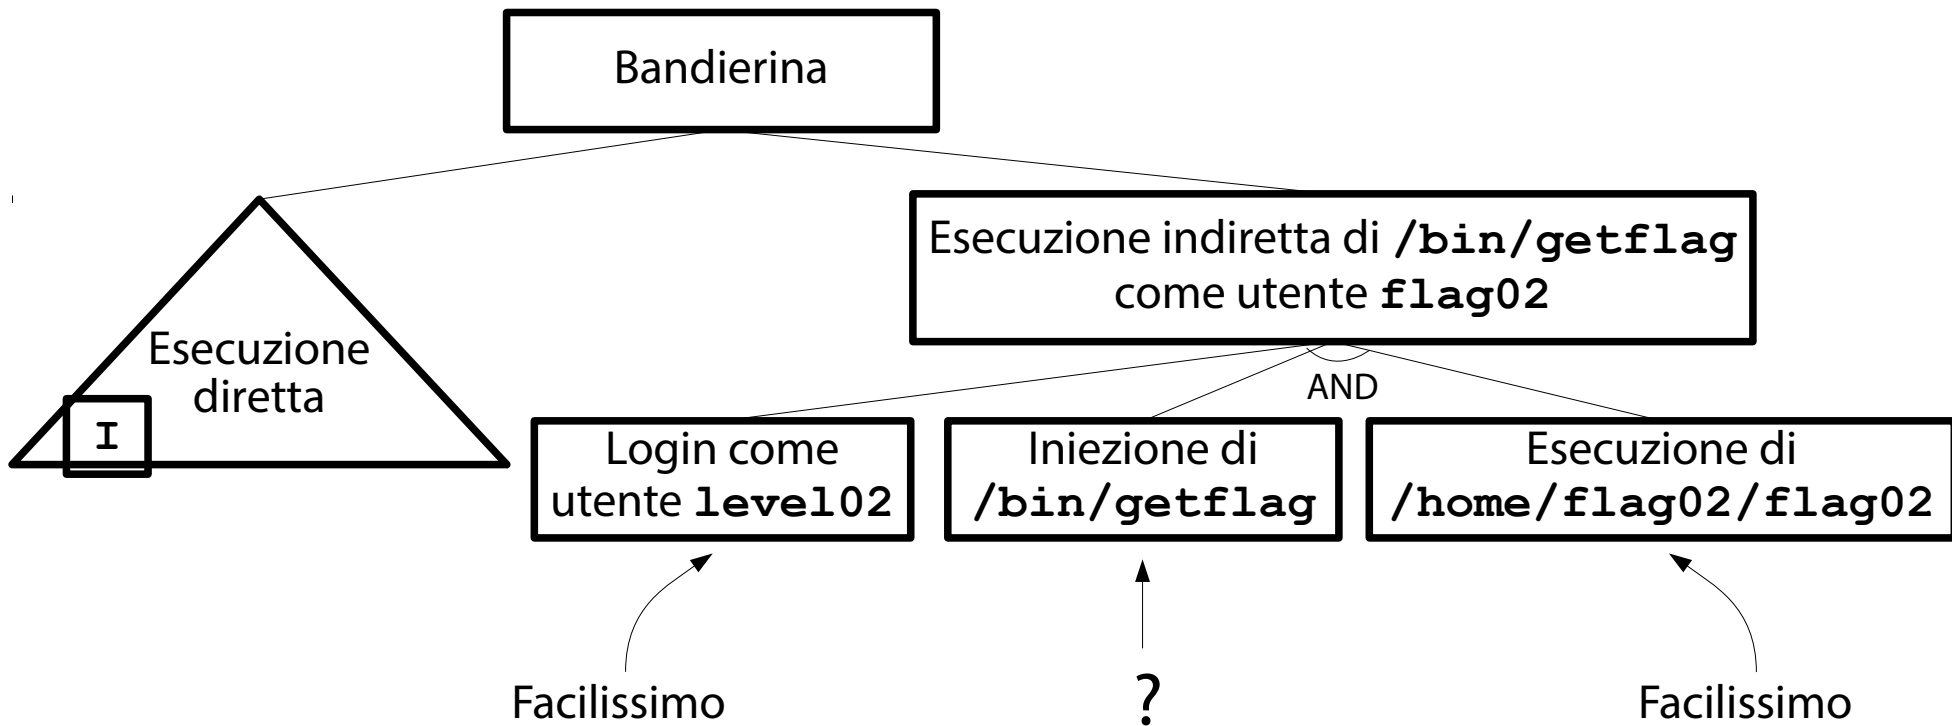 Bandierina
Esecuzione indiretta di /bin/getflag
come utente flag02
Esecuzione
diretta
I
AND
Login come
utente level02
Iniezione di
/bin/getflag
Esecuzione di
/home/flag02/flag02
Facilissimo
?
Facilissimo